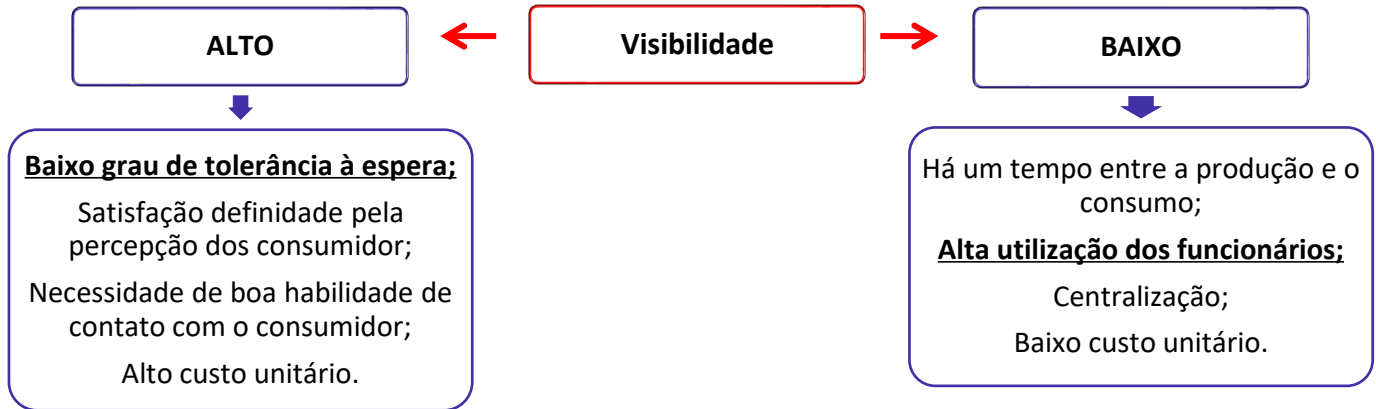 ALTO
Visibilidade
BAIXO
Baixo grau de tolerância à espera;
Satisfação definidade pela
percepção dos consumidor;
Necessidade de boa habilidade de
contato com o consumidor;
Alto custo unitário.
Há um tempo entre a produção e o
consumo;
Alta utilização dos funcionários;
Centralização;
Baixo custo unitário.